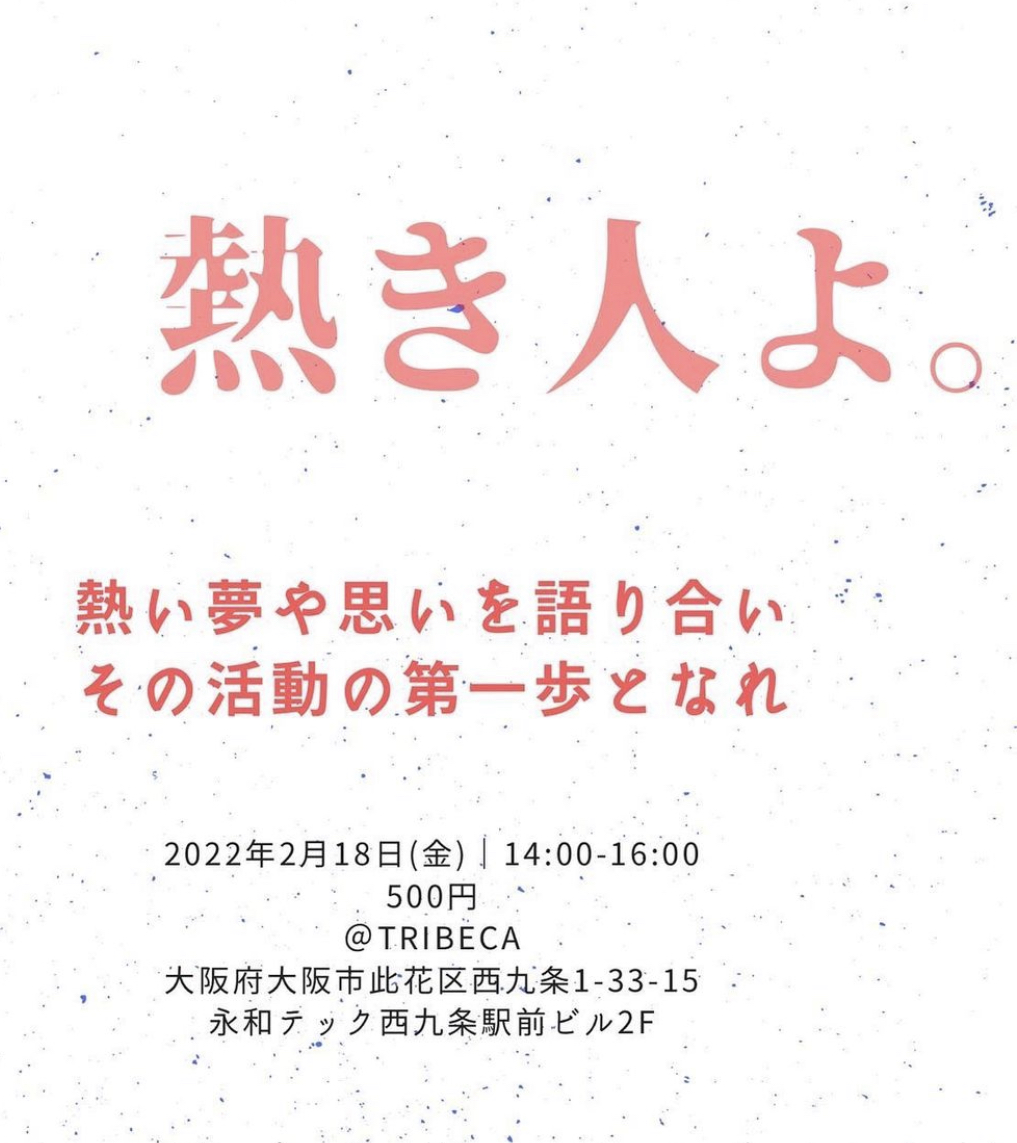 熱き人よ。
熱い夢や思いを語り合い
その活動の第一歩となれ
2022年2月18日(金)｜14:00-16:00
500円
@TRIBECA
大阪府大阪市此花区西九条1-33-15
永和テック西九条駅前ビル2F